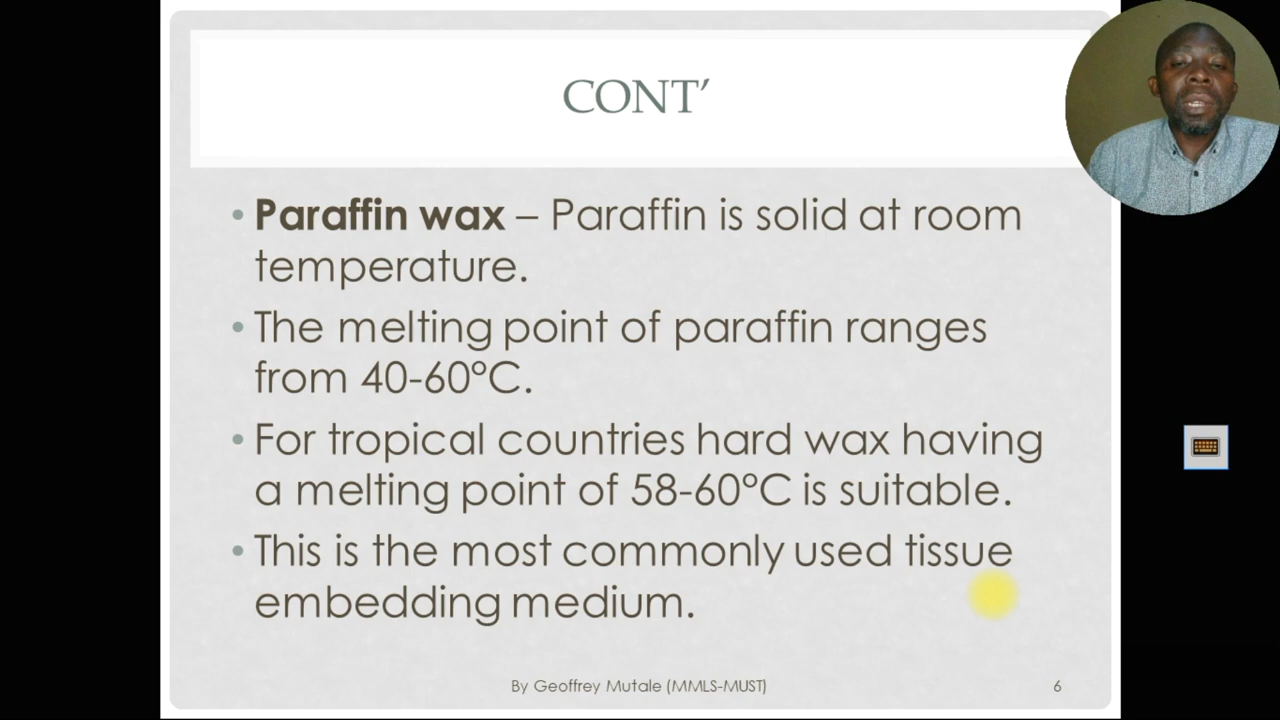 CONT’
• Paraffin wax – Paraffin is solid at room
temperature.
• The melting point of paraffin ranges
from 40-60°C.
• For tropical countries hard wax having
a melting point of 58-60°C is suitable.
• This is the most commonly used tissue
embedding medium.
By Geoffrey Mutale (MMLS-MUST)
6